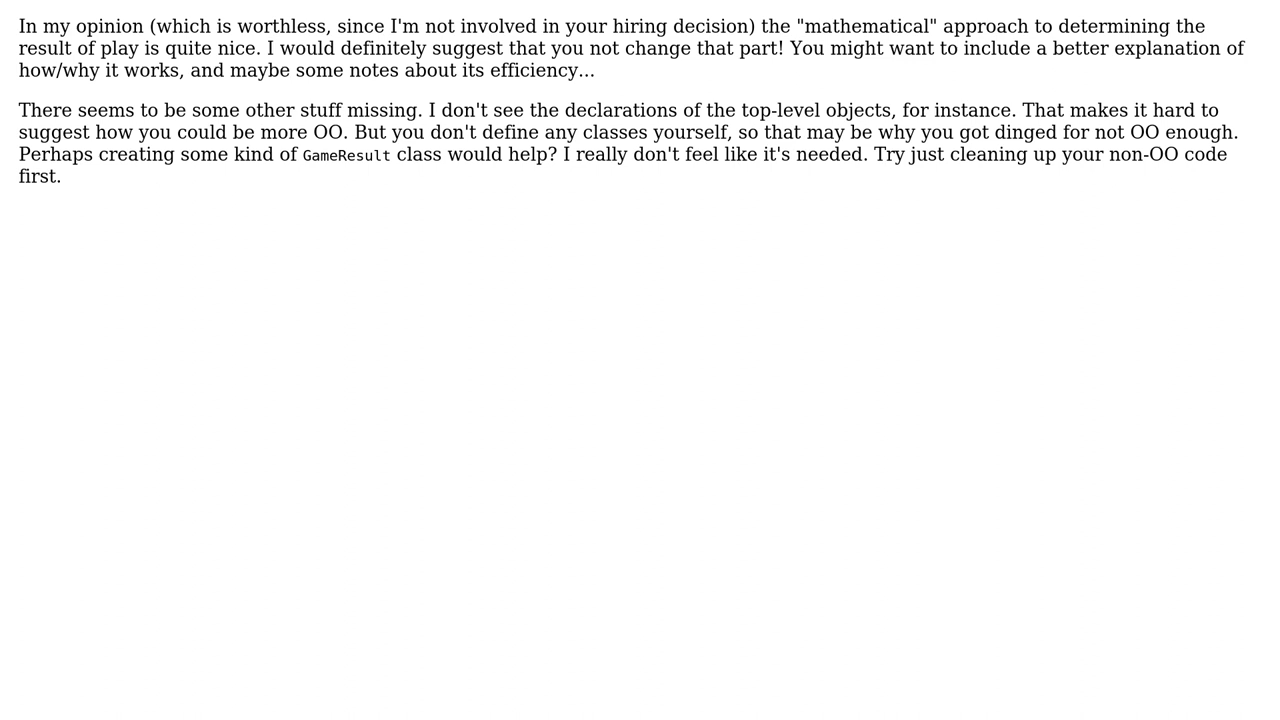 In my opinion (which is worthless, since I'm not involved in your hiring decision) the "mathematical" approach to determining the
result of play is quite nice. I would definitely suggest that you not change that part! You might want to include a better explanation of
how/why it works, and maybe some notes about its efficiency...
There seems to be some other stuff missing. I don't see the declarations of the top-level objects, for instance. That makes it hard to
suggest how you could be more OO. But you don't define any classes yourself, so that may be why you got dinged for not OO enough.
Perhaps creating some kind of GameResult class would help? I really don't feel like it's needed. Try just cleaning up your non-OO code
first.